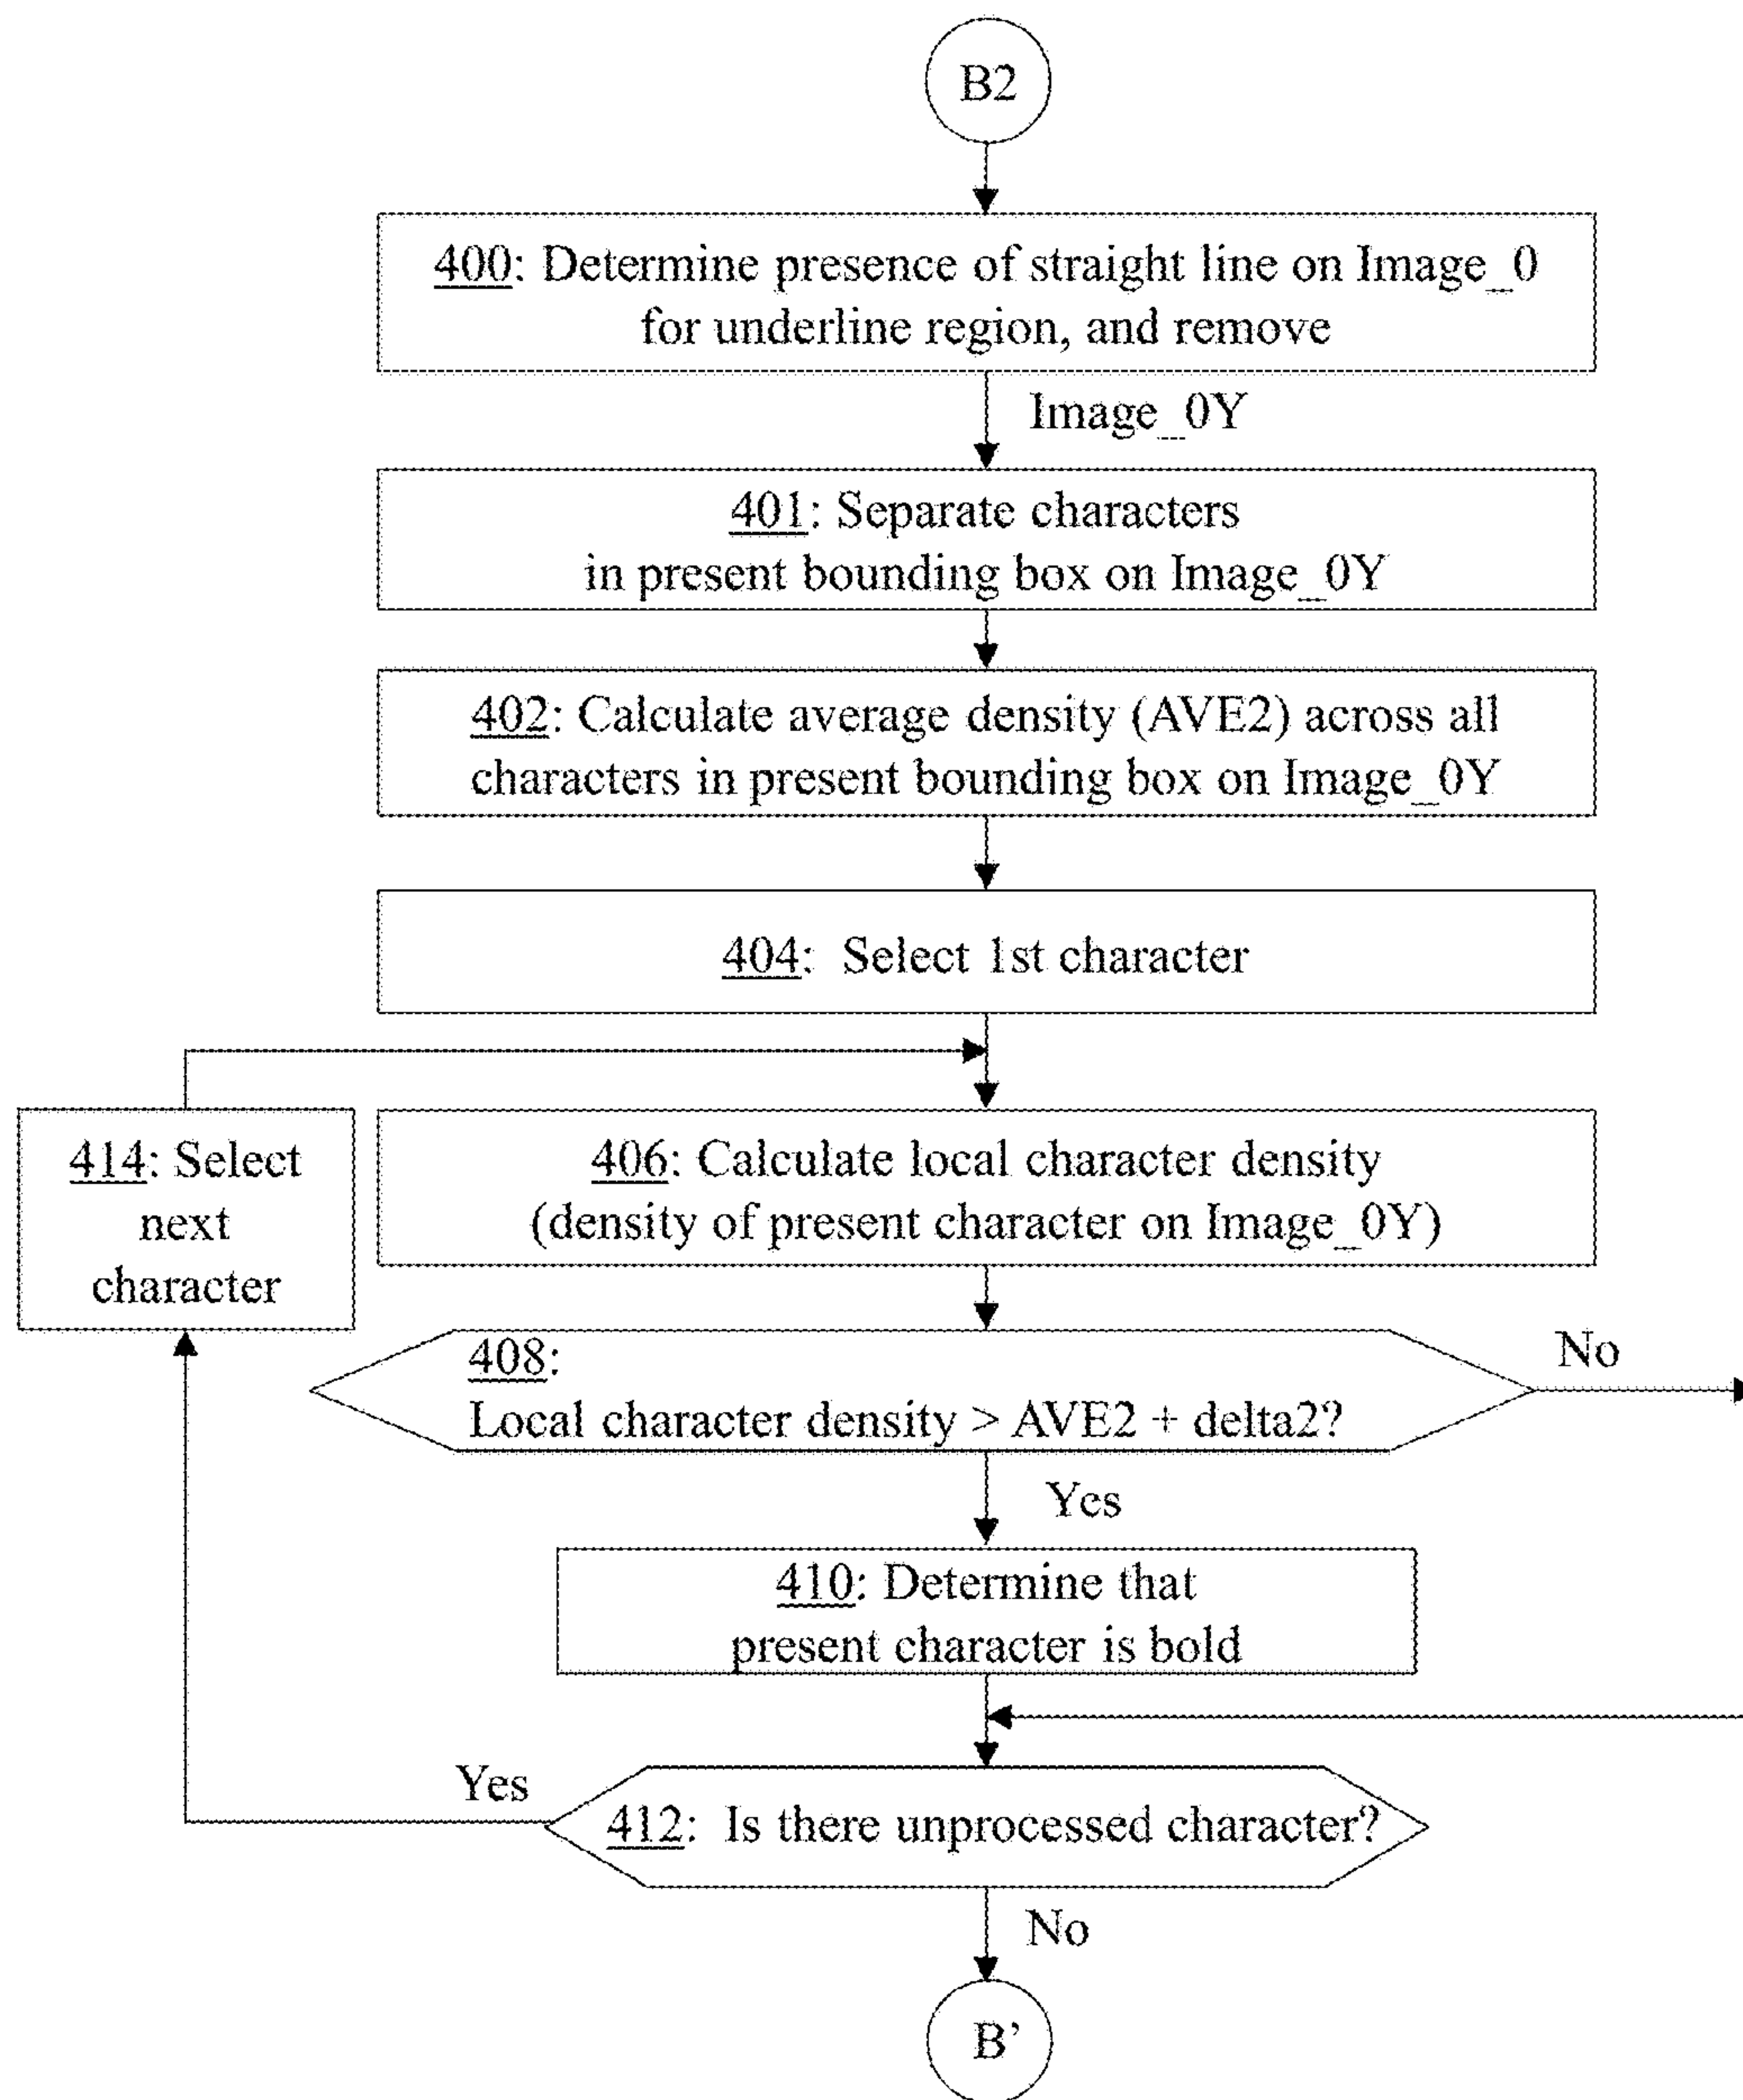 B2
400: Determine presence of straight line on Image_0
for underline region, and remove
Image_0Y
401: Separate characters
in present bounding box on Image_0Y
402: Calculate average density (AVE2) across all
characters in present bounding box on Image_0Y
404: Select 1st character
414: Select
next
character
406: Calculate local character density
(density of present character on Image_0Y)
408:
Local character density > AVE2 + delta2?
No
Yes
410: Determine that
present character is bold
Yes
412: Is there unprocessed character?
No
B’